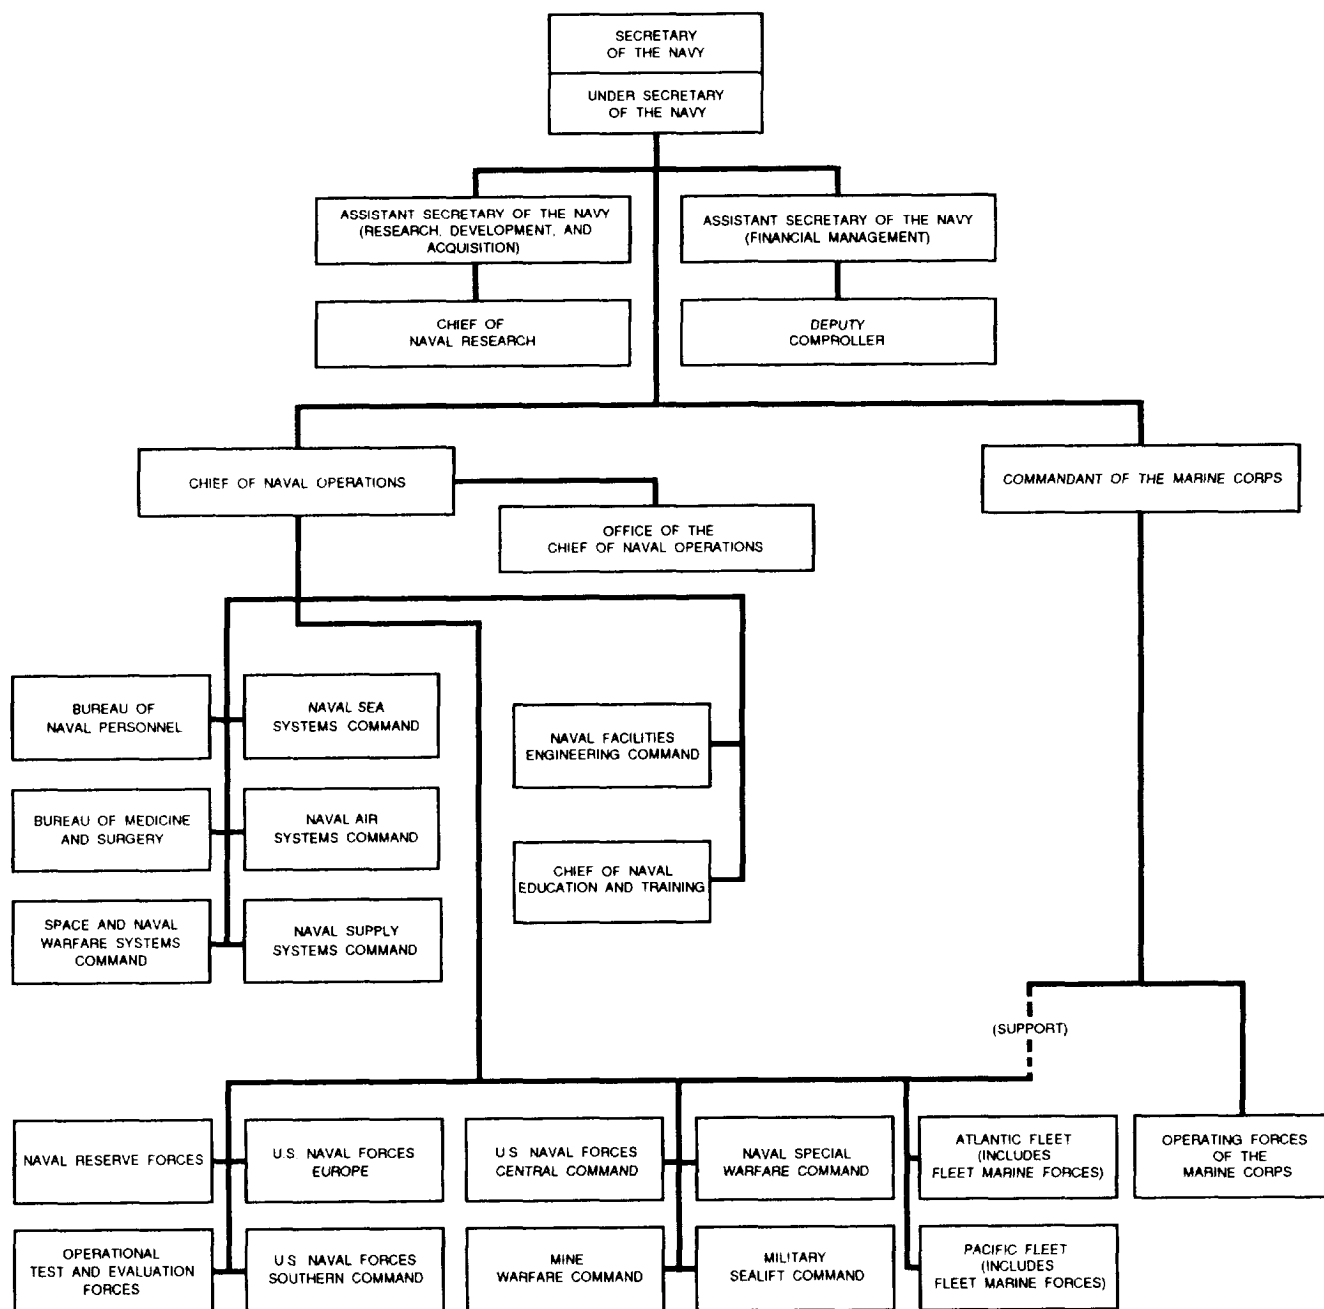 SECRETARY
OF THE NAVY
UNDER SECRETARY
OF THE NAVY
ASSISTANT SECRETARY OF THE NAVY
(RESEARCH, DEVELOPMENT, AND
ACQUISITION)
ASSISTANT SECRETARY OF THE NAVY
(FINANCIAL MANAGEMENT)
CHIEF OF
NAVAL RESEARCH
DEPUTY
COMPROLLER
CHIEF OF NAVAL OPERATIONS
COMMANDANT OF THE MARINE CORPS
OFFICE OF THE
CHIEF OF NAVAL OPERATIONS
BUREAU OF
NAVAL PERSONNEL
NAVAL SEA
SYSTEMS COMMAND
NAVAL FACILITIES
ENGINEERING COMMAND
BUREAU OF MEDICINE
AND SURGERY
NAVAL AIR
SYSTEMS COMMAND
CHIEF OF NAVAL
EDUCATION AND TRAINING
SPACE AND NAVAL
WARFARE SYSTEMS
COMMAND
NAVAL SUPPLY
SYSTEMS COMMAND
(SUPPORT)
NAVAL RESERVE FORCES
U.S. NAVAL FORCES
EUROPE
U.S. NAVAL FORCES
CENTRAL COMMAND
NAVAL SPECIAL
WARFARE COMMAND
ATLANTIC FLEET
(INCLUDES
FLEET MARINE FORCES)
OPERATING FORCES
OF THE
MARINE CORPS
OPERATIONAL
TEST AND EVALUATION
FORCES
U.S. NAVAL FORCES
SOUTHERN COMMAND
MINE
WARFARE COMMAND
MILITARY
SEALIFT COMMAND
PACIFIC FLEET
(INCLUDES
FLEET MARINE FORCES)